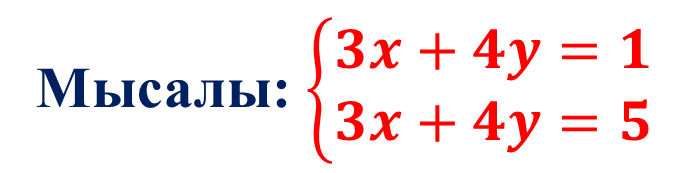 Мысалы: { 3x + 4y = 1
3x + 4y = 5